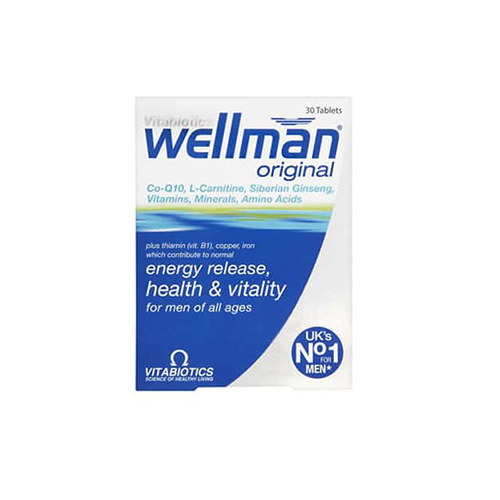 30 Tablets
Vitabiotics
wellman®
original
Co-Q10, L-Carnitine, Siberian Ginseng,
Vitamins, Minerals, Amino Acids
plus thiamin (vit. B1), copper, iron
which contribute to normal
energy release,
health & vitality
for men of all ages
UK's
No1
FOR
MEN*
VITABIOTICS
SCIENCE OF HEALTHY LIVING